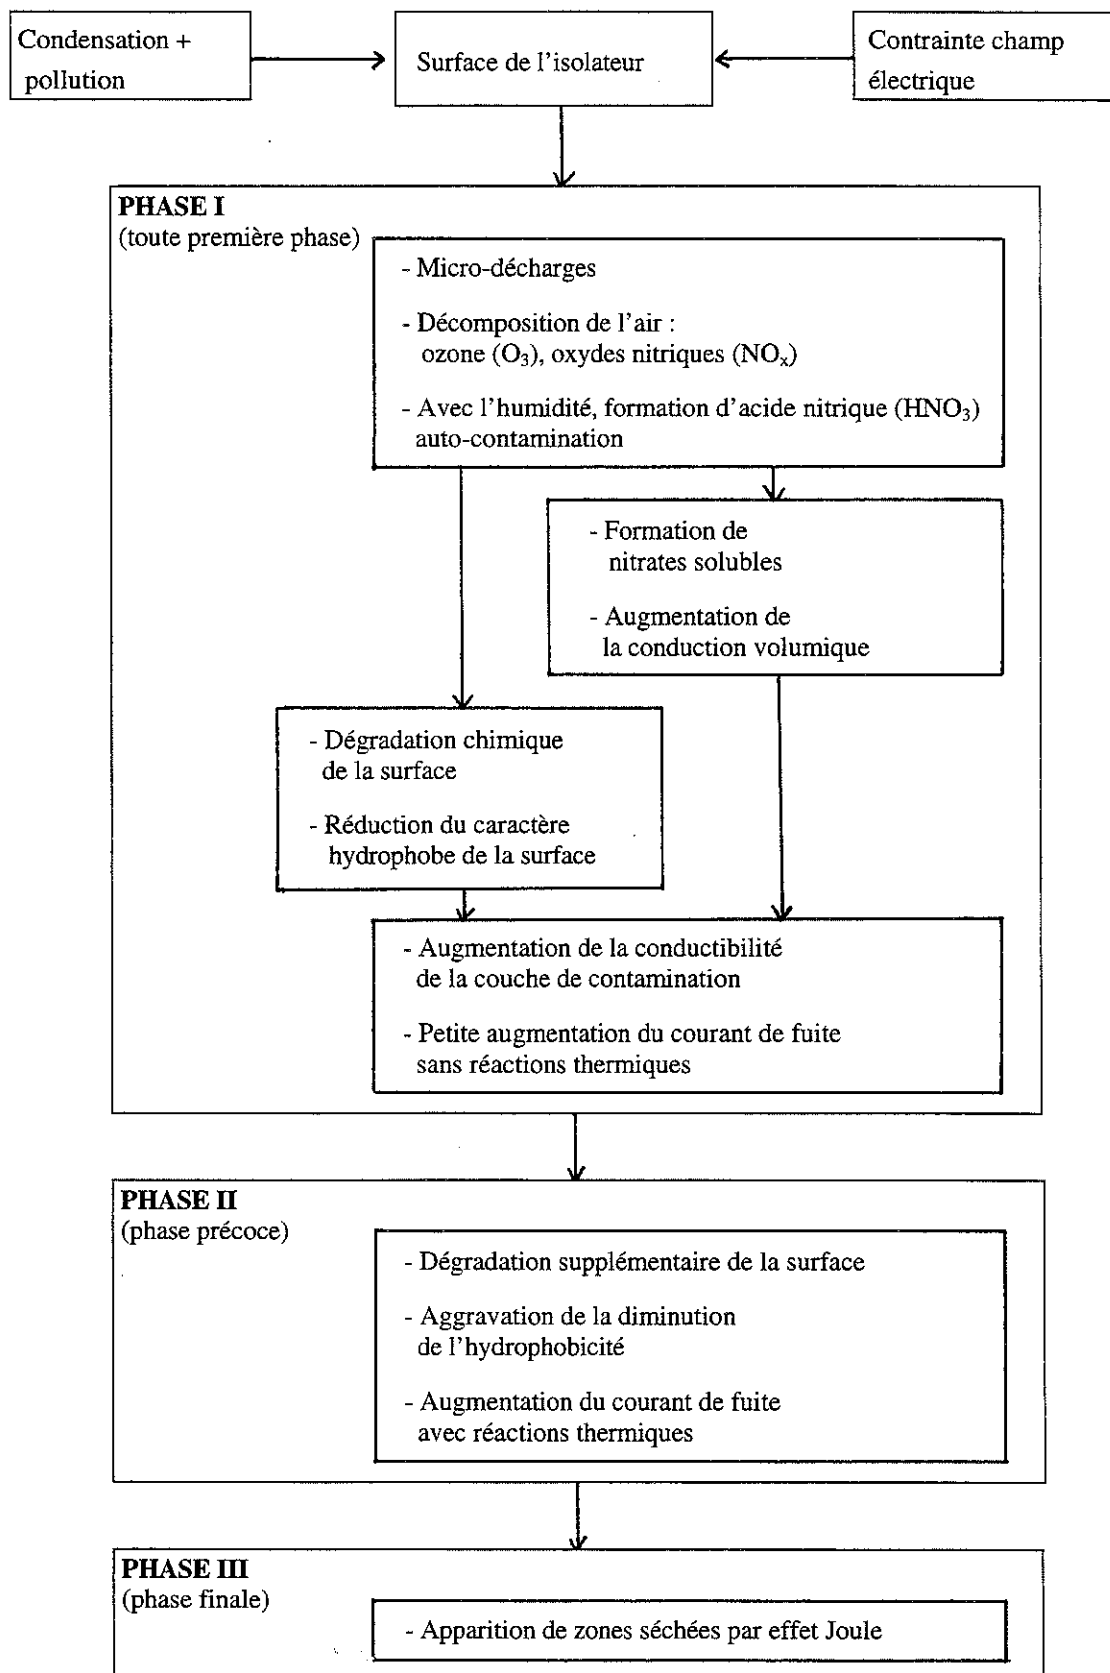 Condensation +
pollution
Surface de l'isolateur
Contrainte champ
électrique
PHASE I
(toute première phase)
- Micro-décharges
- Décomposition de l'air :
ozone (O₃), oxydes nitriques (NOₓ)
- Avec l'humidité, formation d'acide nitrique (HNO₃)
auto-contamination
- Formation de
nitrates solubles
- Augmentation de
la conduction volumique
- Dégradation chimique
de la surface
- Réduction du caractère
hydrophobe de la surface
- Augmentation de la conductibilité
de la couche de contamination
- Petite augmentation du courant de fuite
sans réactions thermiques
PHASE II
(phase précoce)
- Dégradation supplémentaire de la surface
- Aggravation de la diminution
de l'hydrophobicité
- Augmentation du courant de fuite
avec réactions thermiques
PHASE III
(phase finale)
- Apparition de zones séchées par effet Joule